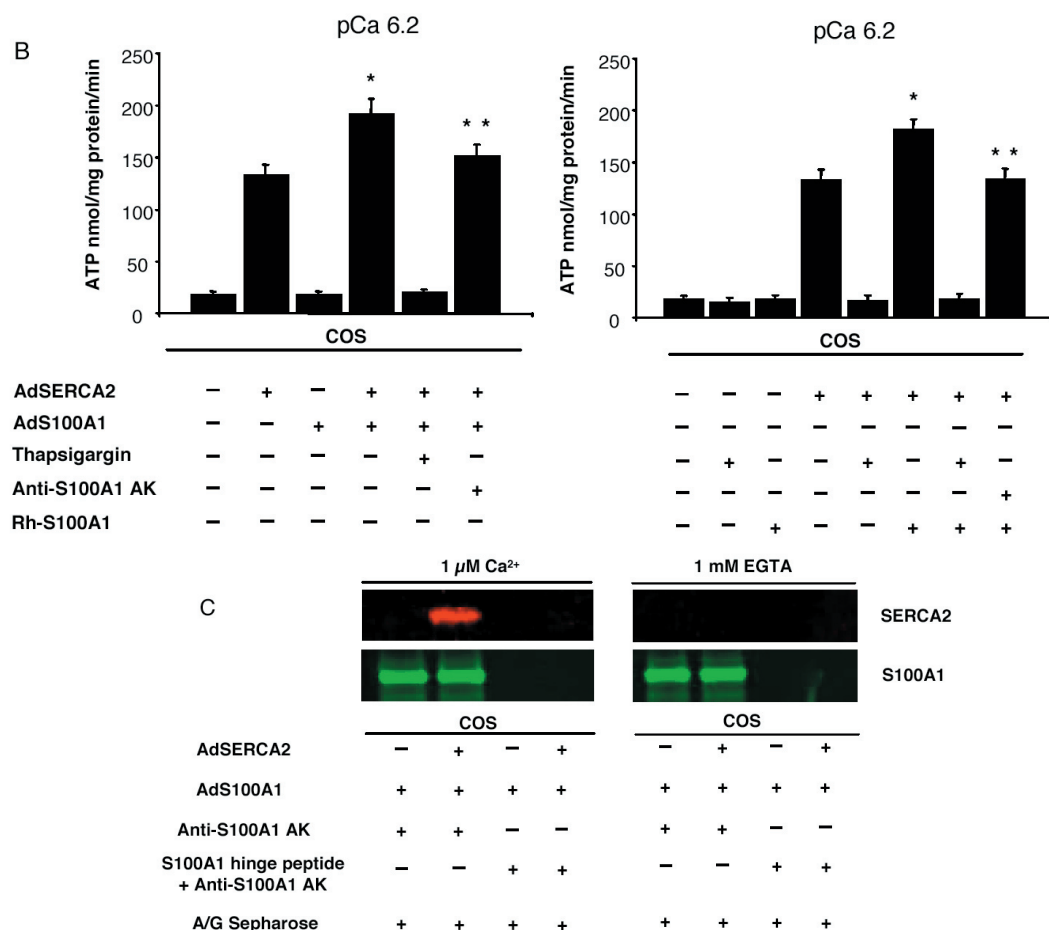 B
pCa 6.2
ATP nmol/mg protein/min
250
200
150
100
50
0
*
* *
COS
pCa 6.2
ATP nmol/mg protein/min
250
200
150
100
50
0
*
* *
COS
AdSERCA2 – + – + + + – – – + + + + +
AdS100A1 – – + + + + – – – – – – – –
Thapsigargin – – – – + – – + – – + – + –
Anti-S100A1 AK – – – – – + – – – – – – – +
Rh-S100A1 – – – – – – – – + – – + + +
C
1 µM Ca²⁺ 1 mM EGTA
SERCA2
S100A1
COS COS
AdSERCA2 – + – + – + – +
AdS100A1 + + + + + + + +
Anti-S100A1 AK + + – – + + – –
S100A1 hinge peptide – – + + – – + +
+ Anti-S100A1 AK
A/G Sepharose + + + + + + + +